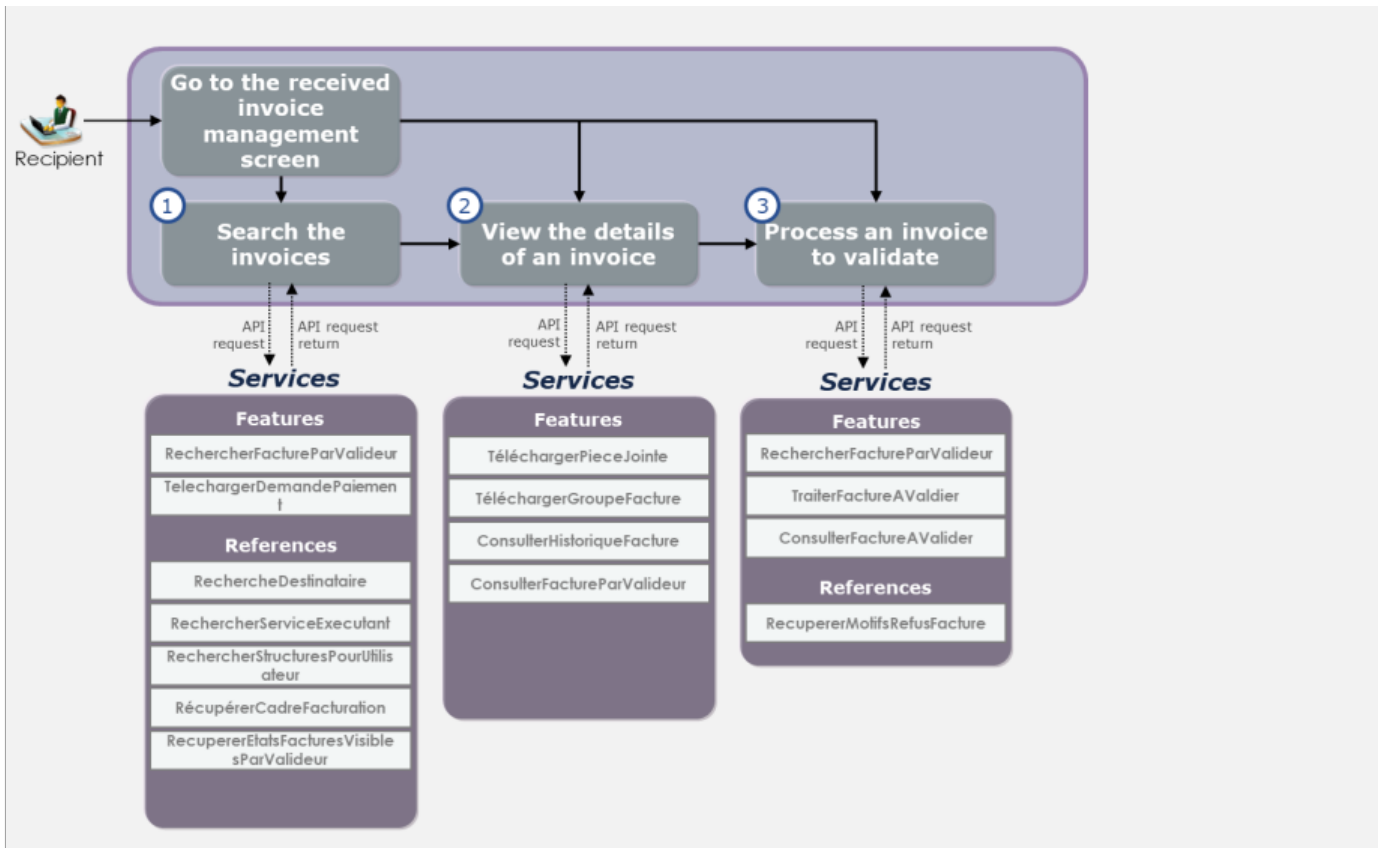 Go to the received
invoice
management
screen
Recipient
1
Search the
invoices
2
View the details
of an invoice
3
Process an invoice
to validate
API
request
API request
return
API
request
API request
return
API
request
API request
return
Services
Features
RechercherFactureParValideur
TelechargerDemandePaiemen
t
References
RechercheDestinataire
RechercherServiceExecutant
RechercherStructuresPourUtilis
ateur
RécupérerCadreFacturation
RecupererEtatsFacturesVisible
sParValideur
Services
Features
TéléchargerPieceJointe
TéléchargerGroupeFacture
ConsulterHistoriqueFacture
ConsulterFactureParValideur
Services
Features
RechercherFactureParValideur
TraiterFactureAValdier
ConsulterFactureAValider
References
RecupererMotifsRefusFacture